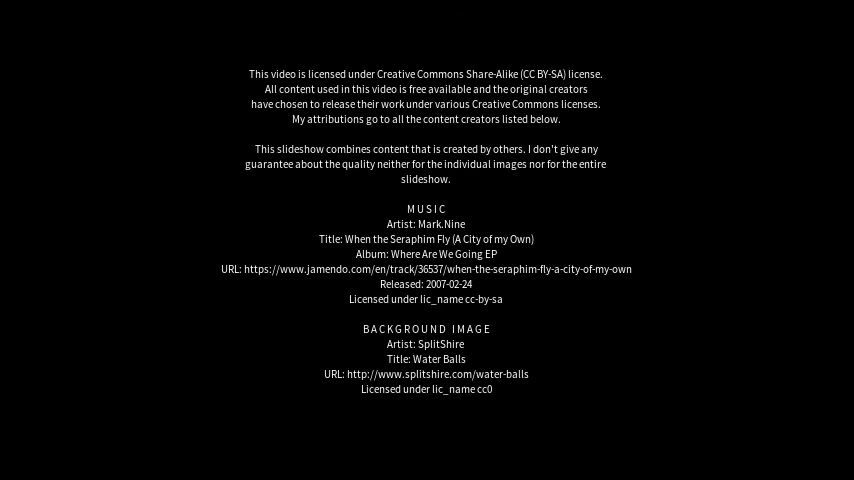 This video is licensed under Creative Commons Share-Alike (CC BY-SA) license.
All content used in this video is free available and the original creators
have chosen to release their work under various Creative Commons licenses.
My attributions go to all the content creators listed below.
This slideshow combines content that is created by others. I don't give any
guarantee about the quality neither for the individual images nor for the entire
slideshow.
MUSIC
Artist: Mark.Nine
Title: When the Seraphim Fly (A City of my Own)
Album: Where Are We Going EP
URL: https://www.jamendo.com/en/track/36537/when-the-seraphim-fly-a-city-of-my-own
Released: 2007-02-24
Licensed under lic_name cc-by-sa
BACKGROUND IMAGE
Artist: SplitShire
Title: Water Balls
URL: http://www.splitshire.com/water-balls
Licensed under lic_name cc0